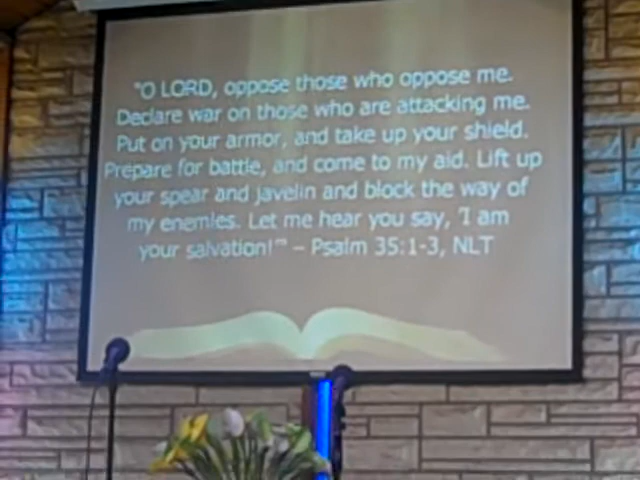 "O LORD, oppose those who oppose me.
Declare war on those who are attacking me.
Put on your armor, and take up your shield.
Prepare for battle, and come to my aid. Lift up
your spear and javelin and block the way of
my enemies. Let me hear you say, 'I am
your salvation!'" – Psalm 35:1-3, NLT